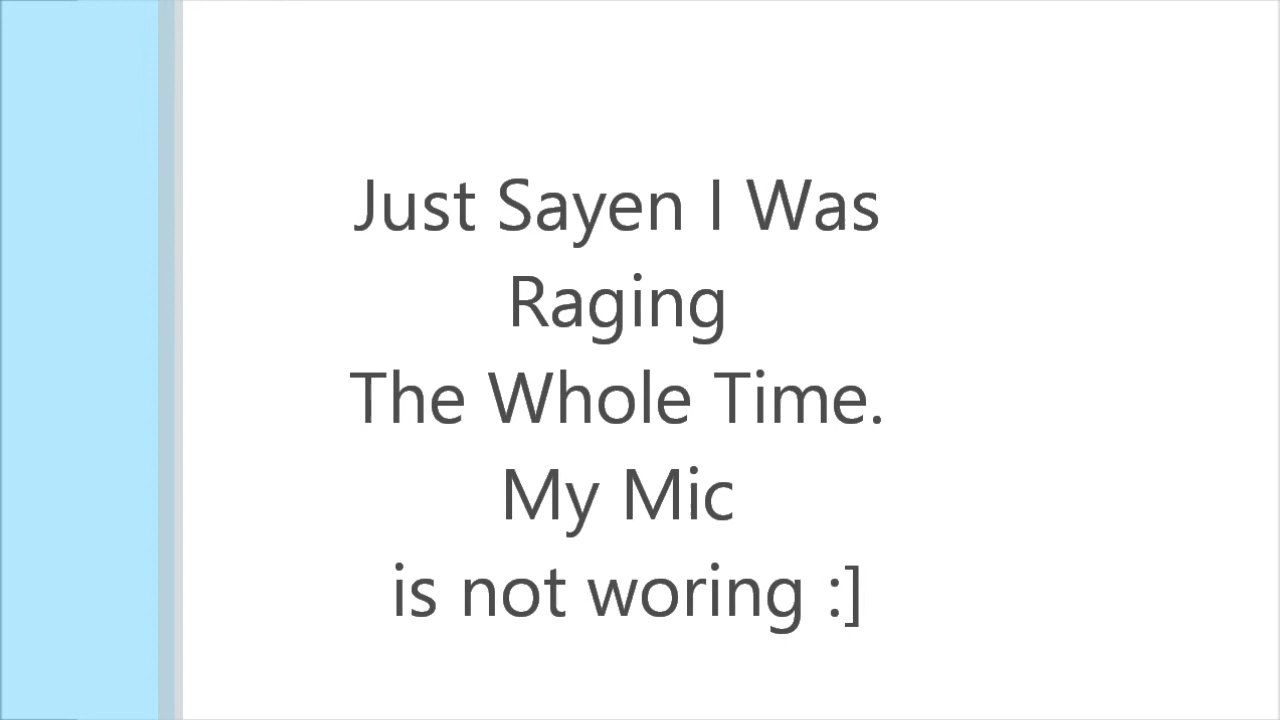 Just Sayen I Was
Raging
The Whole Time.
My Mic
is not woring :]